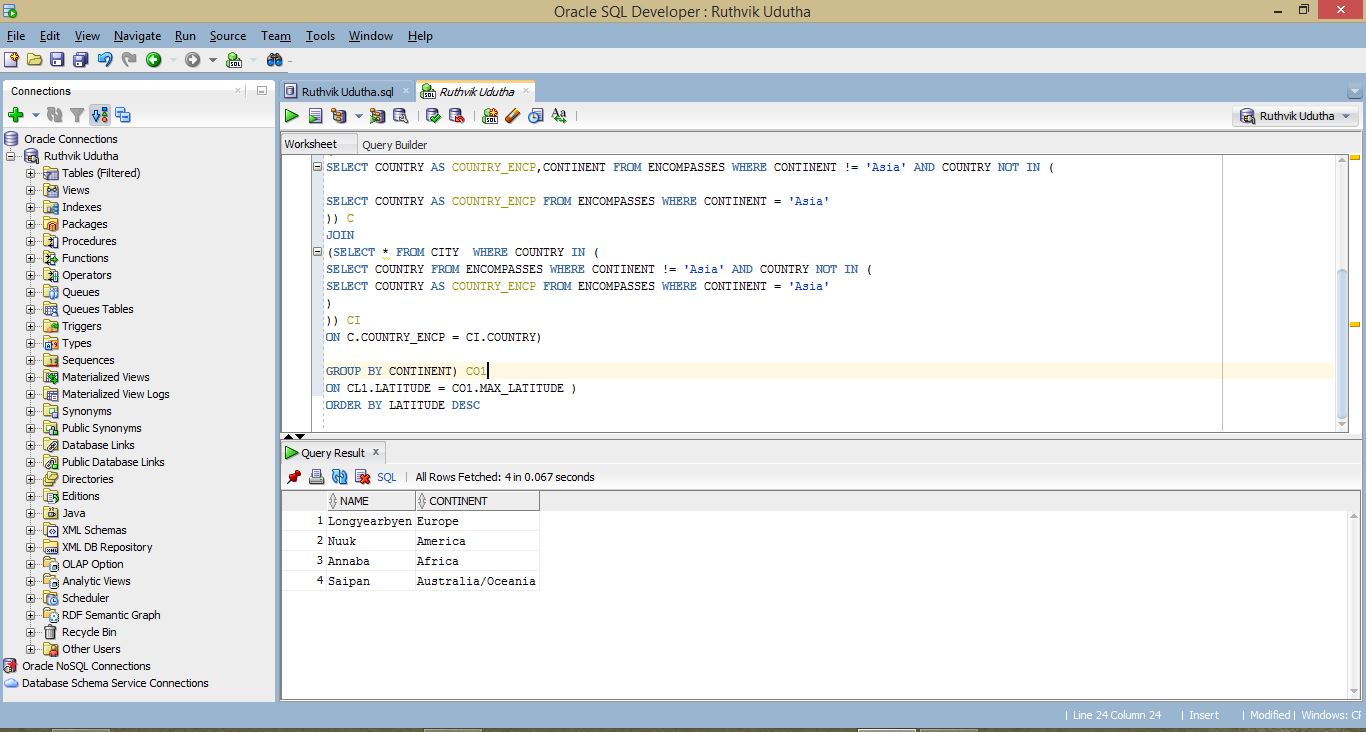 Oracle SQL Developer : Ruthvik Udutha
File Edit View Navigate Run Source Team Tools Window Help
Connections
Oracle Connections
Ruthvik Udutha
Tables (Filtered)
Views
Indexes
Packages
Procedures
Functions
Operators
Queues
Queues Tables
Triggers
Types
Sequences
Materialized Views
Materialized View Logs
Synonyms
Public Synonyms
Database Links
Public Database Links
Directories
Editions
Java
XML Schemas
XML DB Repository
OLAP Option
Analytic Views
Scheduler
RDF Semantic Graph
Recycle Bin
Other Users
Oracle NoSQL Connections
Database Schema Service Connections
Ruthvik Udutha.sql Ruthvik Udutha
Ruthvik Udutha
Worksheet Query Builder
SELECT COUNTRY AS COUNTRY_ENCP,CONTINENT FROM ENCOMPASSES WHERE CONTINENT != 'Asia' AND COUNTRY NOT IN (
SELECT COUNTRY AS COUNTRY_ENCP FROM ENCOMPASSES WHERE CONTINENT = 'Asia'
)) C
JOIN
(SELECT * FROM CITY  WHERE COUNTRY IN (
SELECT COUNTRY FROM ENCOMPASSES WHERE CONTINENT != 'Asia' AND COUNTRY NOT IN (
SELECT COUNTRY AS COUNTRY_ENCP FROM ENCOMPASSES WHERE CONTINENT = 'Asia'
)
)) CI
ON C.COUNTRY_ENCP = CI.COUNTRY)
GROUP BY CONTINENT) CO1
ON CL1.LATITUDE = CO1.MAX_LATITUDE )
ORDER BY LATITUDE DESC
Query Result x
SQL | All Rows Fetched: 4 in 0.067 seconds
NAME CONTINENT
1 Longyearbyen Europe
2 Nuuk America
3 Annaba Africa
4 Saipan Australia/Oceania
| Line 24 Column 24 | Insert | Modified | Windows: CF